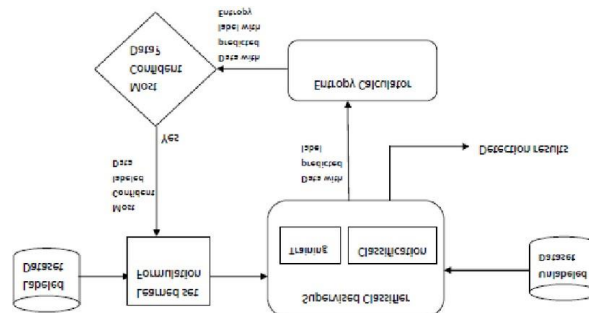 Labeled
Dataset
Learned set
Formulation
Supervised Classifier
Training
Classification
Unlabeled
Dataset
Most
Confident
labeled
Data
Yes
Data with
predicted
label
Detection results
Most
Confident
Data?
Data with
predicted
label with
Entropy
Entropy Calculator